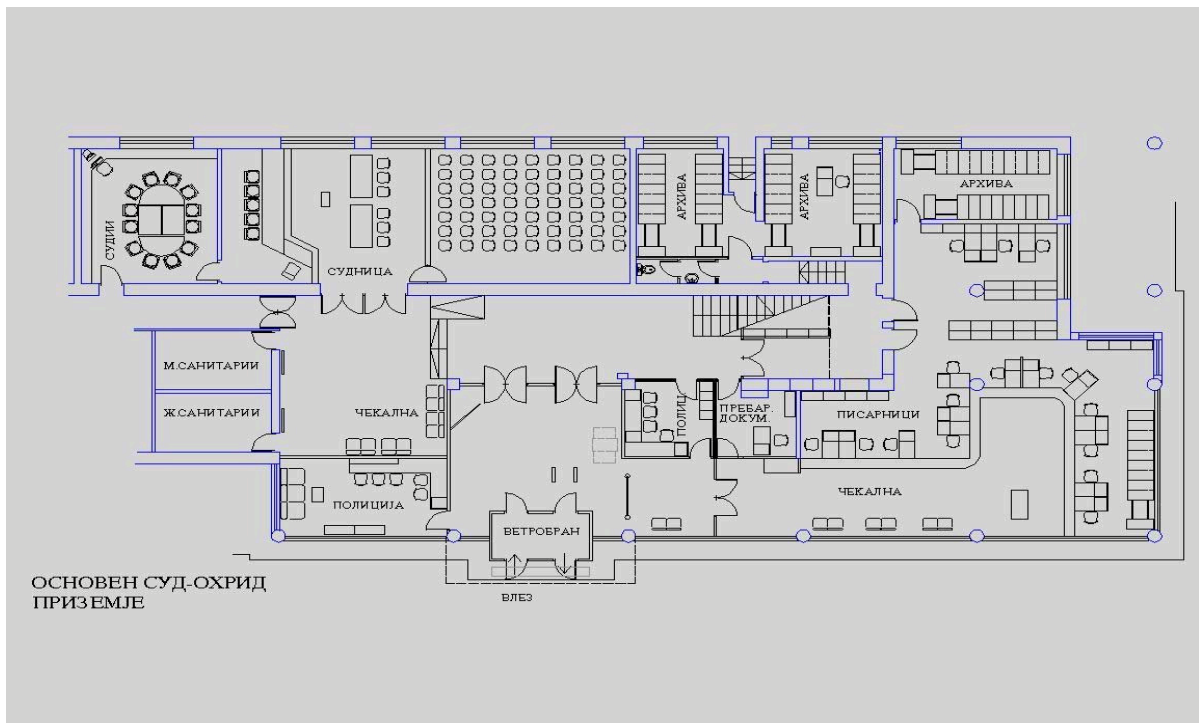 АРХИВА
АРХИВА
АРХИВА
СУДИИ
СУДНИЦА
М.САНИТАРИИ
Ж.САНИТАРИИ
ЧЕКАЛНА
ПОЛИЦ
ПРЕБАР.
ДОКУМ.
ПИСАРНИЦИ
ПОЛИЦИЈА
ЧЕКАЛНА
ВЕТРОБРАН
ВЛЕЗ
ОСНОВЕН СУД-ОХРИД
ПРИЗЕМЈЕ